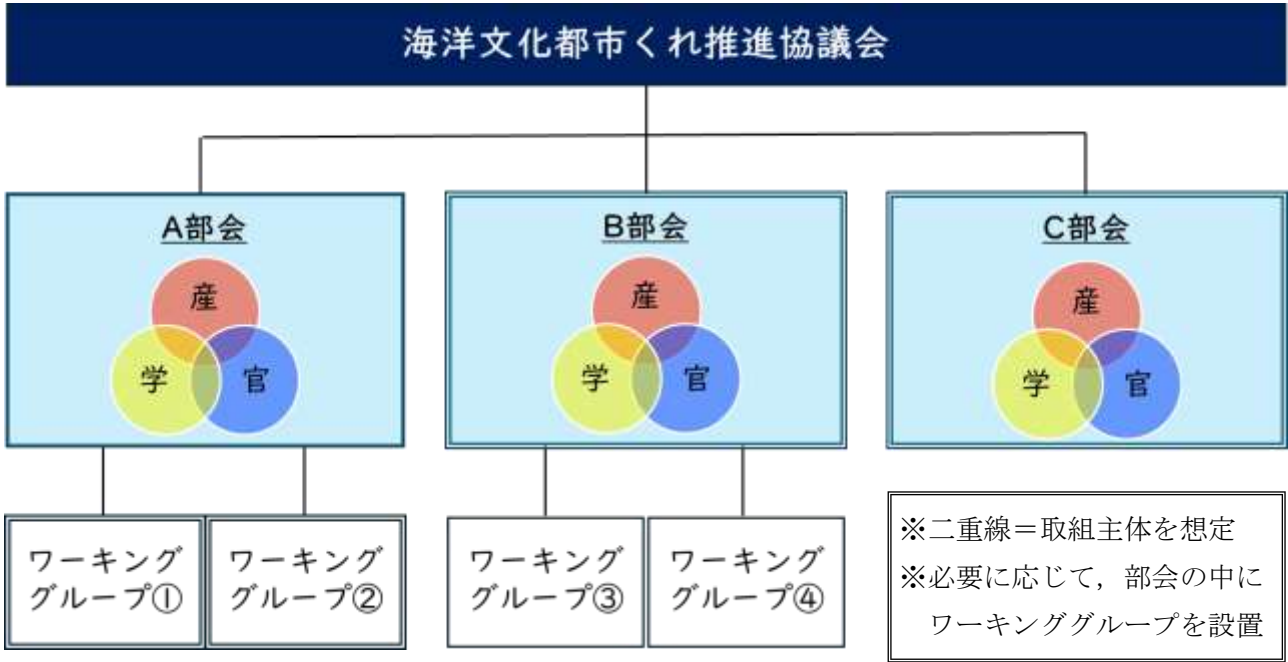 海洋文化都市くれ推進協議会
A部会
産
学
官
B部会
産
学
官
C部会
産
学
官
ワーキング
グループ①
ワーキング
グループ②
ワーキング
グループ③
ワーキング
グループ④
※二重線＝取組主体を想定
※必要に応じて，部会の中に
ワーキンググループを設置